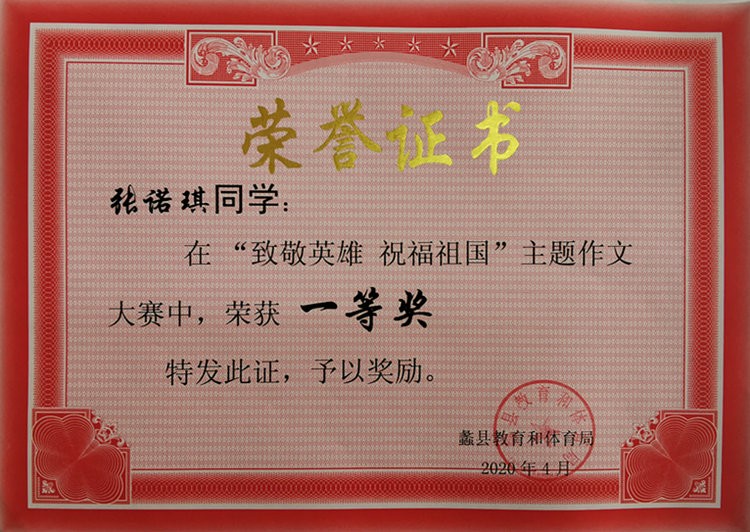 荣誉证书
张诺琪同学：
在“致敬英雄 祝福祖国”主题作文
大赛中，荣获 一等奖
特发此证，予以奖励。
蠡县教育和体育局
2020年4月